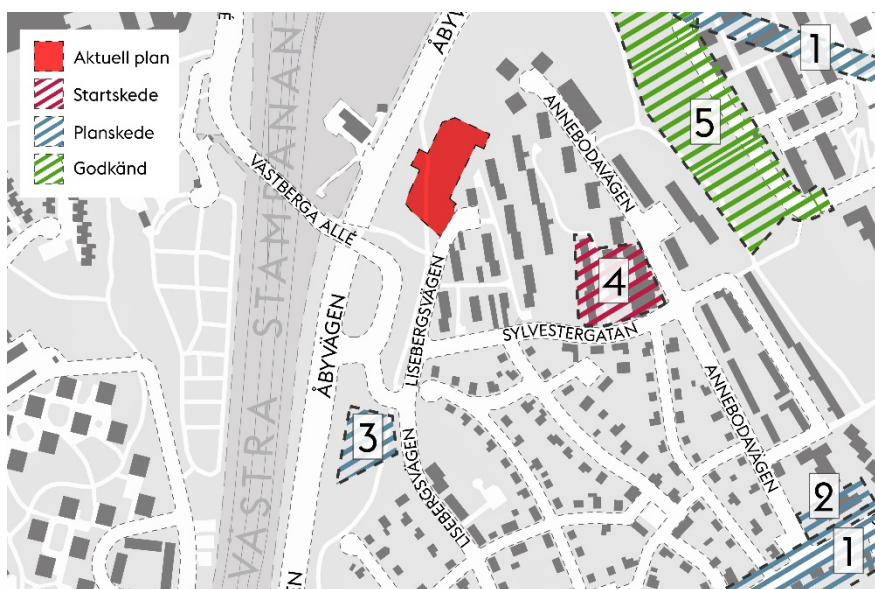 Aktuell plan
Startskede
Planskede
Godkänd
VÄSTRA STAMBANAN
VÄSTBERGA ALLÉ
ÅBYVÄGEN
ANNEBODAVÄGEN
LISEBERGSVÄGEN
SYLVESTERGATAN
ÅBYVÄGEN
ANNEBODAVÄGEN
LISEBERGSVÄGEN
1
5
4
3
2
1